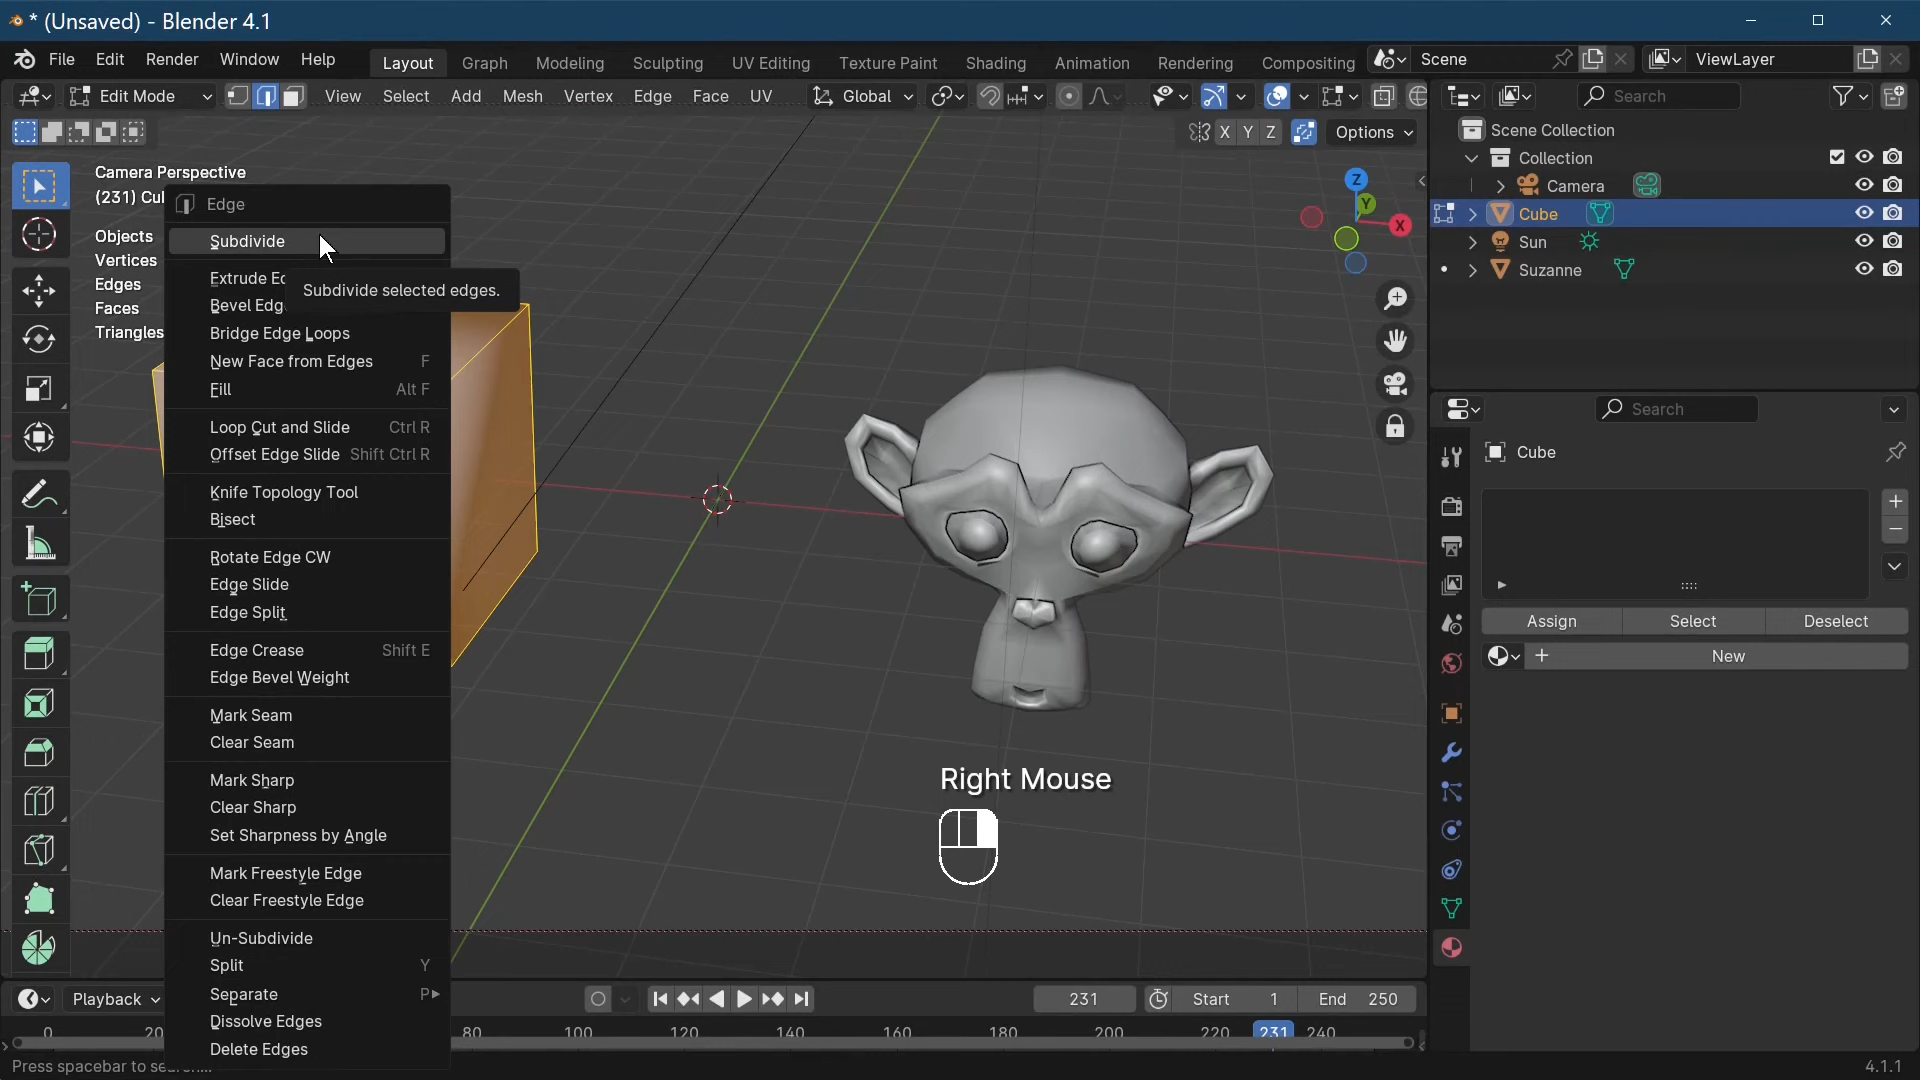 * (Unsaved) - Blender 4.1
File Edit Render Window Help Layout Graph Modeling Sculpting UV Editing Texture Paint Shading Animation Rendering Compositing Scene ViewLayer
Edit Mode View Select Add Mesh Vertex Edge Face UV Global Search
X Y Z Options
Camera Perspective
(231)
Objects
Vertices
Edges
Faces
Triangles
Edge
Subdivide
Extrude
Subdivide selected edges.
Bevel
Bridge Edge Loops
New Face from Edges F
Fill Alt F
Loop Cut and Slide Ctrl R
Offset Edge Slide Shift Ctrl R
Knife Topology Tool
Bisect
Rotate Edge CW
Edge Slide
Edge Split
Edge Crease Shift E
Edge Bevel Weight
Mark Seam
Clear Seam
Mark Sharp
Clear Sharp
Set Sharpness by Angle
Mark Freestyle Edge
Clear Freestyle Edge
Un-Subdivide
Split Y
Separate P
Dissolve Edges
Delete Edges
Z
Y
X
Right Mouse
Scene Collection
Collection
Camera
Cube
Sun
Suzanne
Search
Cube
Assign Select Deselect
New
Playback 231 Start 1 End 250
0 80 100 120 140 160 180 200 220 231 240
Press spacebar to
4.1.1